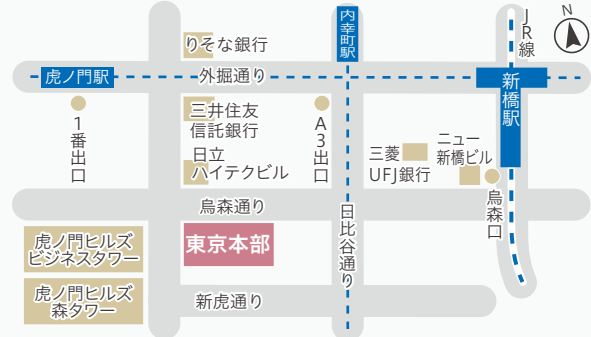 りそな銀行
内幸町駅
JR線
N
虎ノ門駅
外掘通り
新橋駅
1番出口
三井住友
信託銀行
A3出口
日立
ハイテクビル
三菱
UFJ銀行
ニュー
新橋ビル
烏森口
烏森通り
日比谷通り
虎ノ門ヒルズ
ビジネスタワー
東京本部
虎ノ門ヒルズ
森タワー
新虎通り